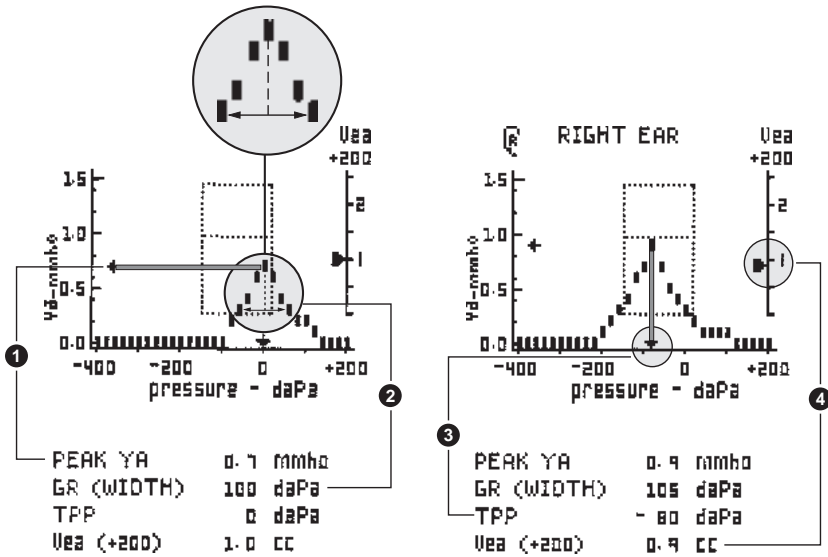 Vea
+200
1.5
1.0
0.5
0.0
Ya-mmho
2
1
-400
-200
0
+200
pressure - daPa
1
2
PEAK YA 0.7 mmho
GR (WIDTH) 100 daPa
TPP 0 daPa
Vea (+200) 1.0 cc
R RIGHT EAR
Vea
+200
1.5
1.0
0.5
0.0
Ya-mmho
2
1
-400
-200
0
+200
pressure - daPa
3
4
PEAK YA 0.9 mmho
GR (WIDTH) 105 daPa
TPP - 80 daPa
Vea (+200) 0.9 cc